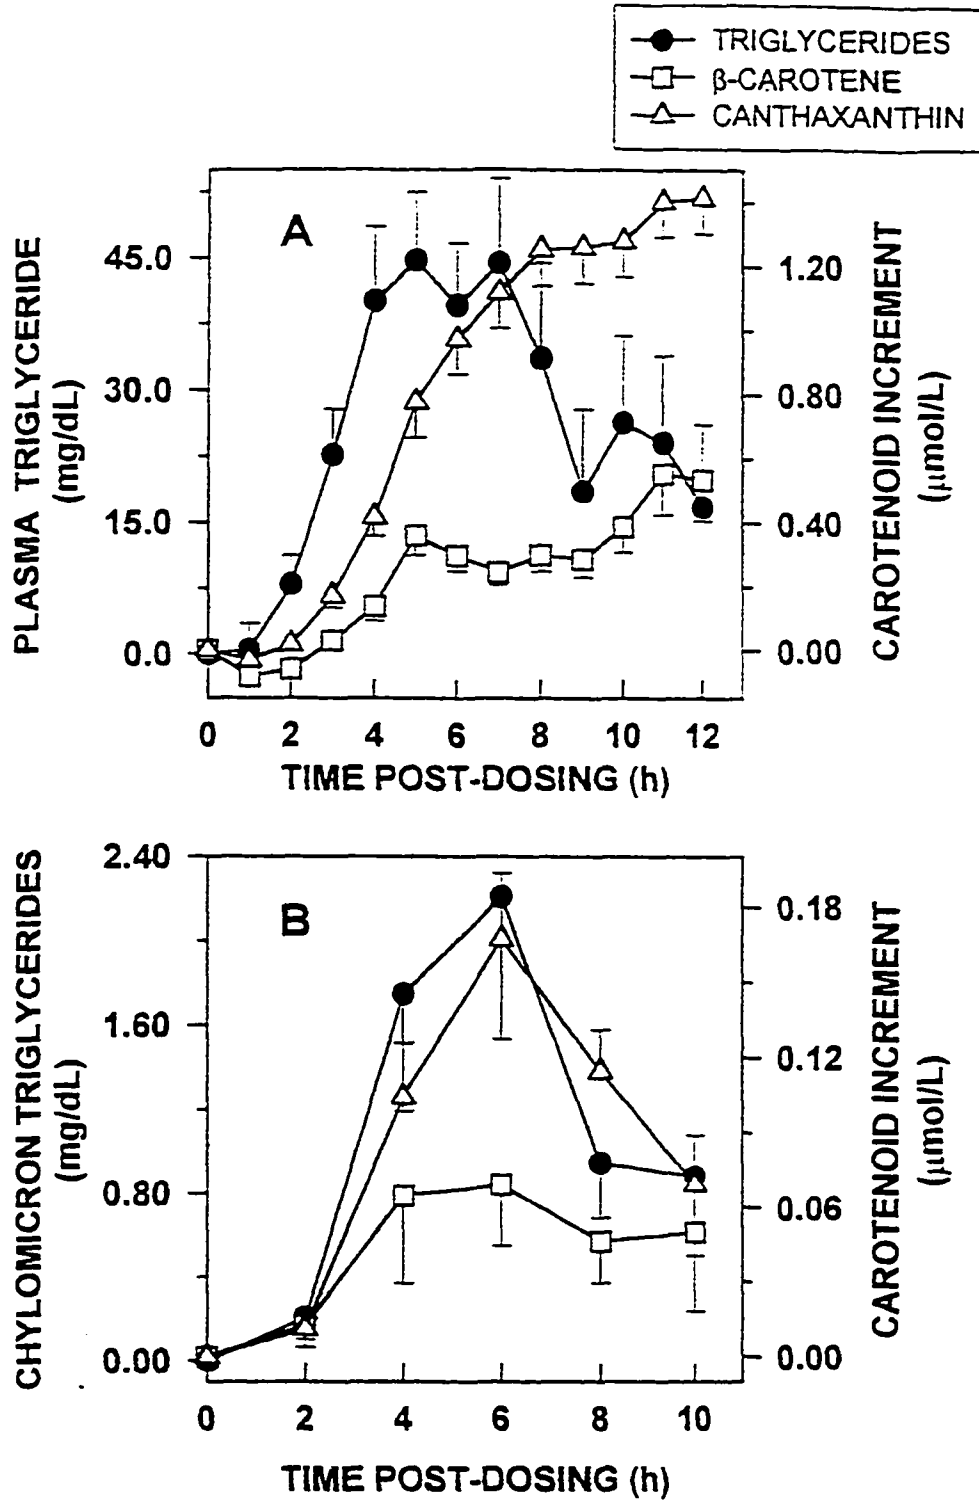 TRIGLYCERIDES
β-CAROTENE
CANTHAXANTHIN
A
PLASMA TRIGLYCERIDE
(mg/dL)
45.0
30.0
15.0
0.0
1.20
0.80
0.40
0.00
CAROTENOID INCREMENT
(μmol/L)
0 2 4 6 8 10 12
TIME POST-DOSING (h)
B
CHYLOMICRON TRIGLYCERIDES
(mg/dL)
2.40
1.60
0.80
0.00
0.18
0.12
0.06
0.00
CAROTENOID INCREMENT
(μmol/L)
0 2 4 6 8 10
TIME POST-DOSING (h)